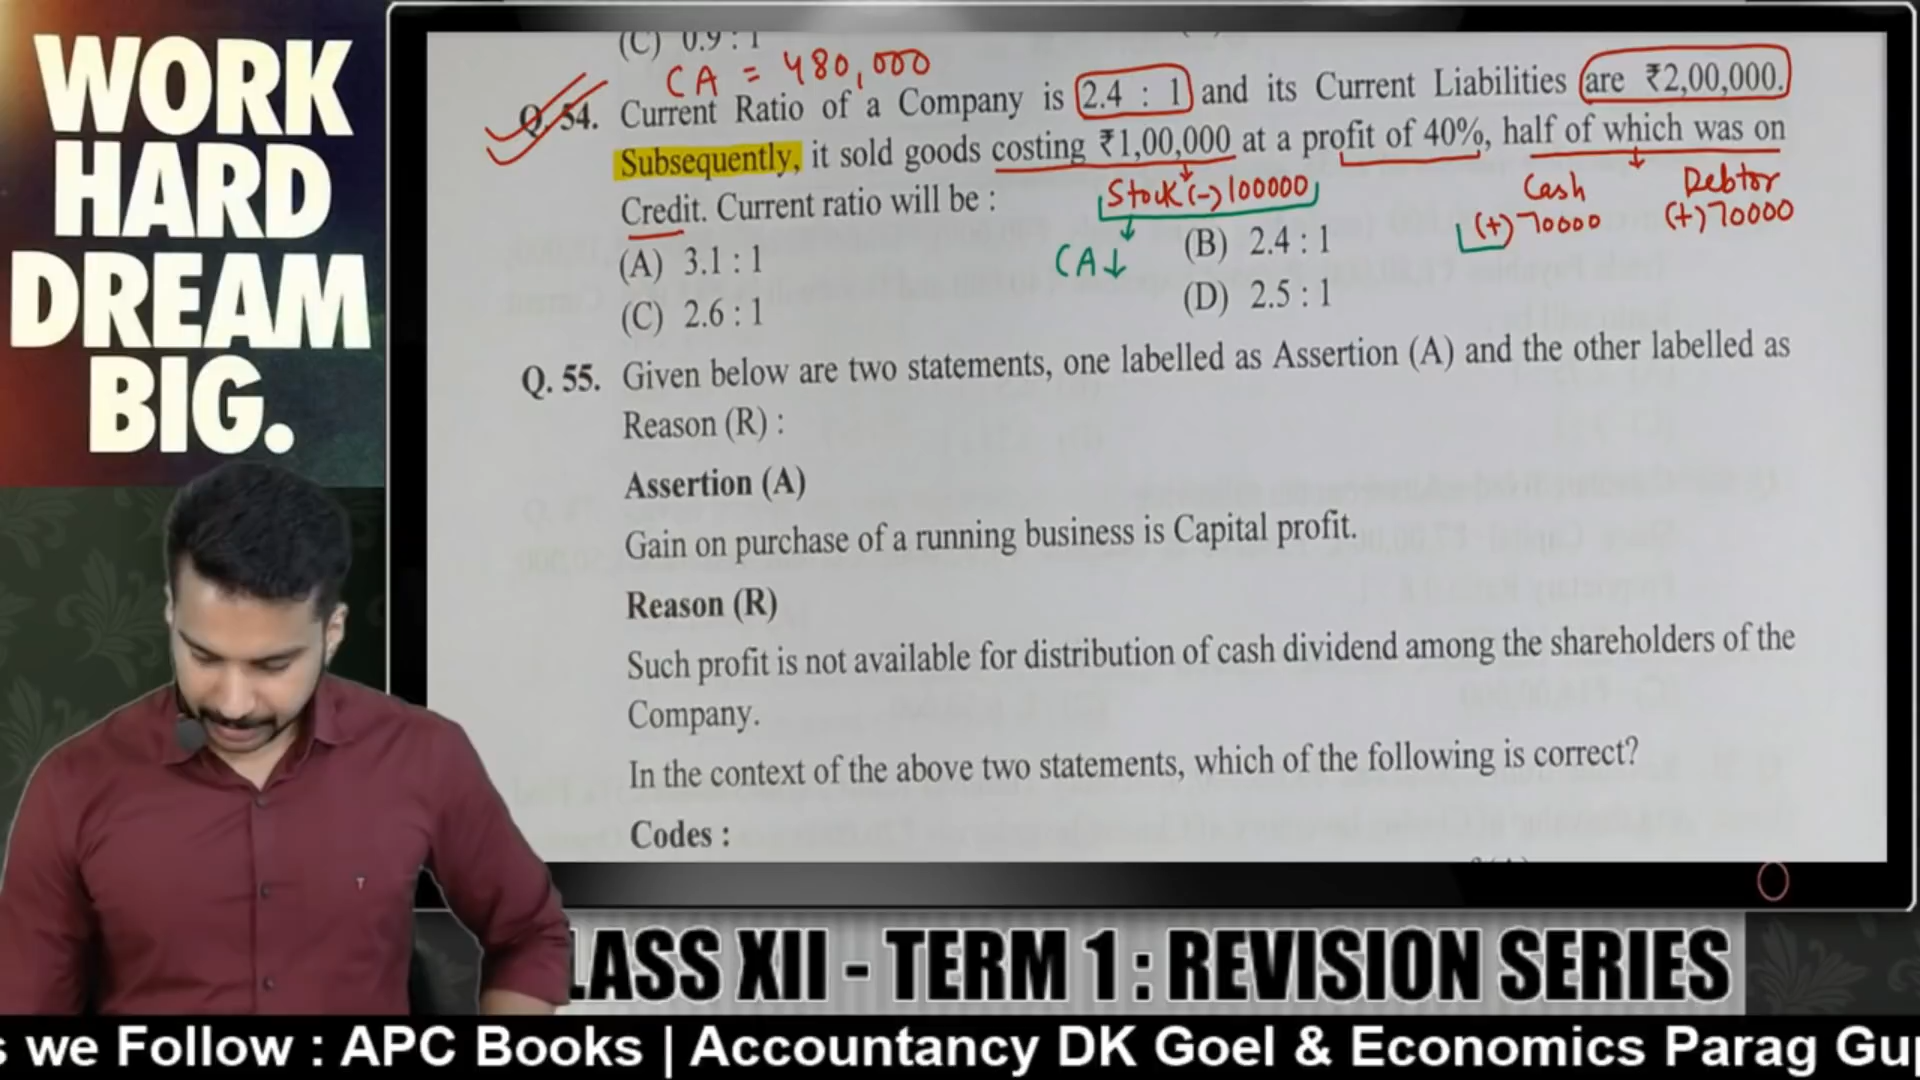 WORK
HARD
DREAM
BIG.
(C) 0.9 : 1
CA = 480,000
Q. 54. Current Ratio of a Company is 2.4 : 1 and its Current Liabilities are ₹2,00,000.
Subsequently, it sold goods costing ₹1,00,000 at a profit of 40%, half of which was on
Credit. Current ratio will be :
Stock (-) 100000
Cash
Debtor
(+) 70000
(+) 70000
CA↓
(A) 3.1 : 1
(B) 2.4 : 1
(C) 2.6 : 1
(D) 2.5 : 1
Q. 55. Given below are two statements, one labelled as Assertion (A) and the other labelled as
Reason (R) :
Assertion (A)
Gain on purchase of a running business is Capital profit.
Reason (R)
Such profit is not available for distribution of cash dividend among the shareholders of the
Company.
In the context of the above two statements, which of the following is correct?
Codes :
LASS XII - TERM 1 : REVISION SERIES
s we Follow : APC Books | Accountancy DK Goel & Economics Parag Gup